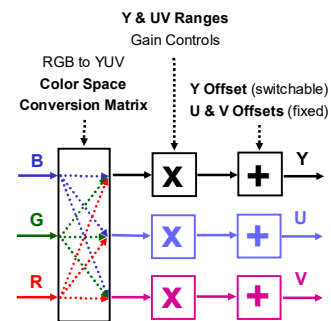 Y & UV Ranges
Gain Controls
RGB to YUV
Color Space
Conversion Matrix
Y Offset (switchable)
U & V Offsets (fixed)
B
X
+
Y
G
X
+
U
R
X
+
V